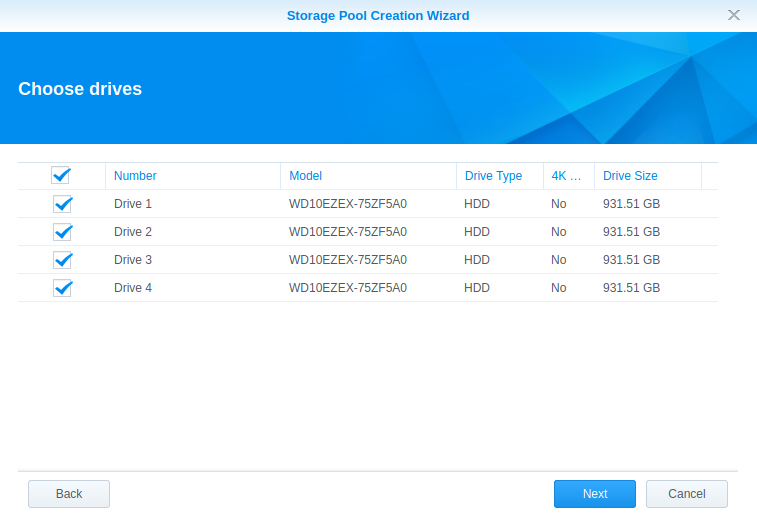 Storage Pool Creation Wizard
Choose drives
Number Model Drive Type 4K ... Drive Size
Drive 1 WD10EZEX-75ZF5A0 HDD No 931.51 GB
Drive 2 WD10EZEX-75ZF5A0 HDD No 931.51 GB
Drive 3 WD10EZEX-75ZF5A0 HDD No 931.51 GB
Drive 4 WD10EZEX-75ZF5A0 HDD No 931.51 GB
Back Next Cancel